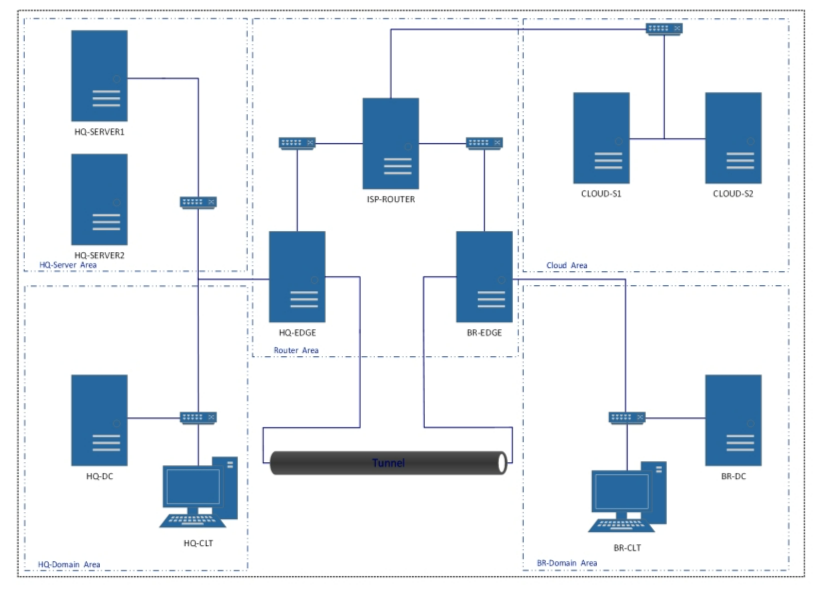 HQ-SERVER1
HQ-SERVER2
HQ-Server Area
ISP-ROUTER
HQ-EDGE
BR-EDGE
Router Area
CLOUD-S1
CLOUD-S2
Cloud Area
HQ-DC
HQ-CLT
HQ-Domain Area
Tunnel
BR-DC
BR-CLT
BR-Domain Area